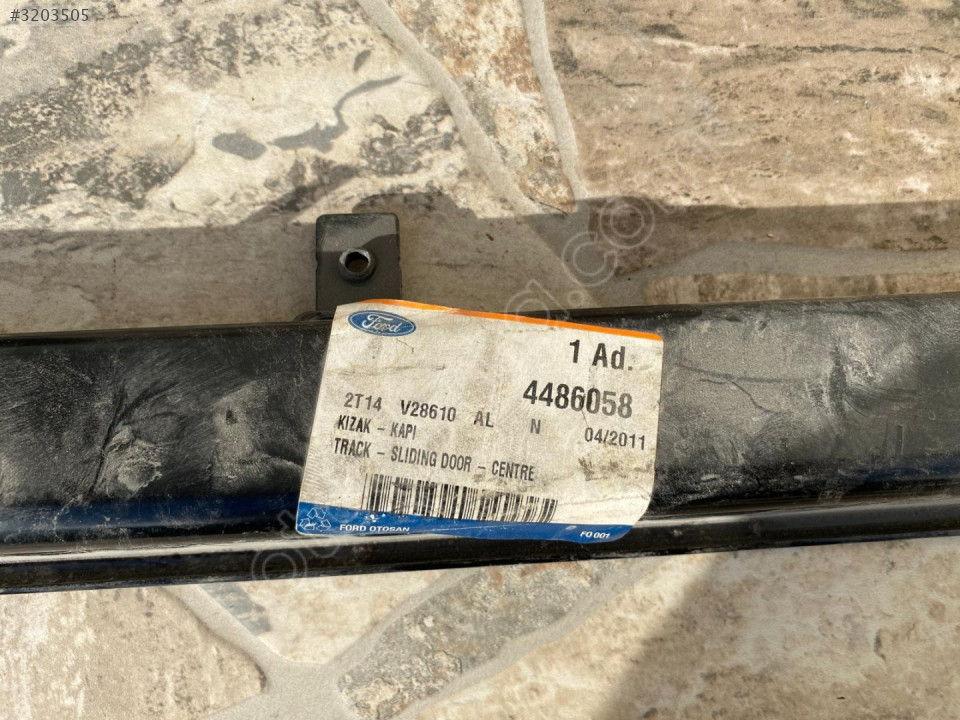 #3203505
Ford
1 Ad.
4486058
2T14 V28610 AL N 04/2011
KIZAK - KAPI
TRACK - SLIDING DOOR - CENTRE
FORD OTOSAN
FO 001